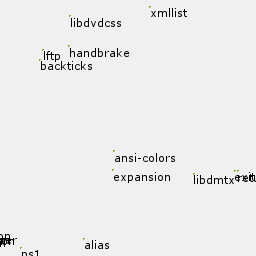 xmllist
libdvdcss
handbrake
lftp
backticks
ansi-colors
expansion
libdmtx
alias
ps1